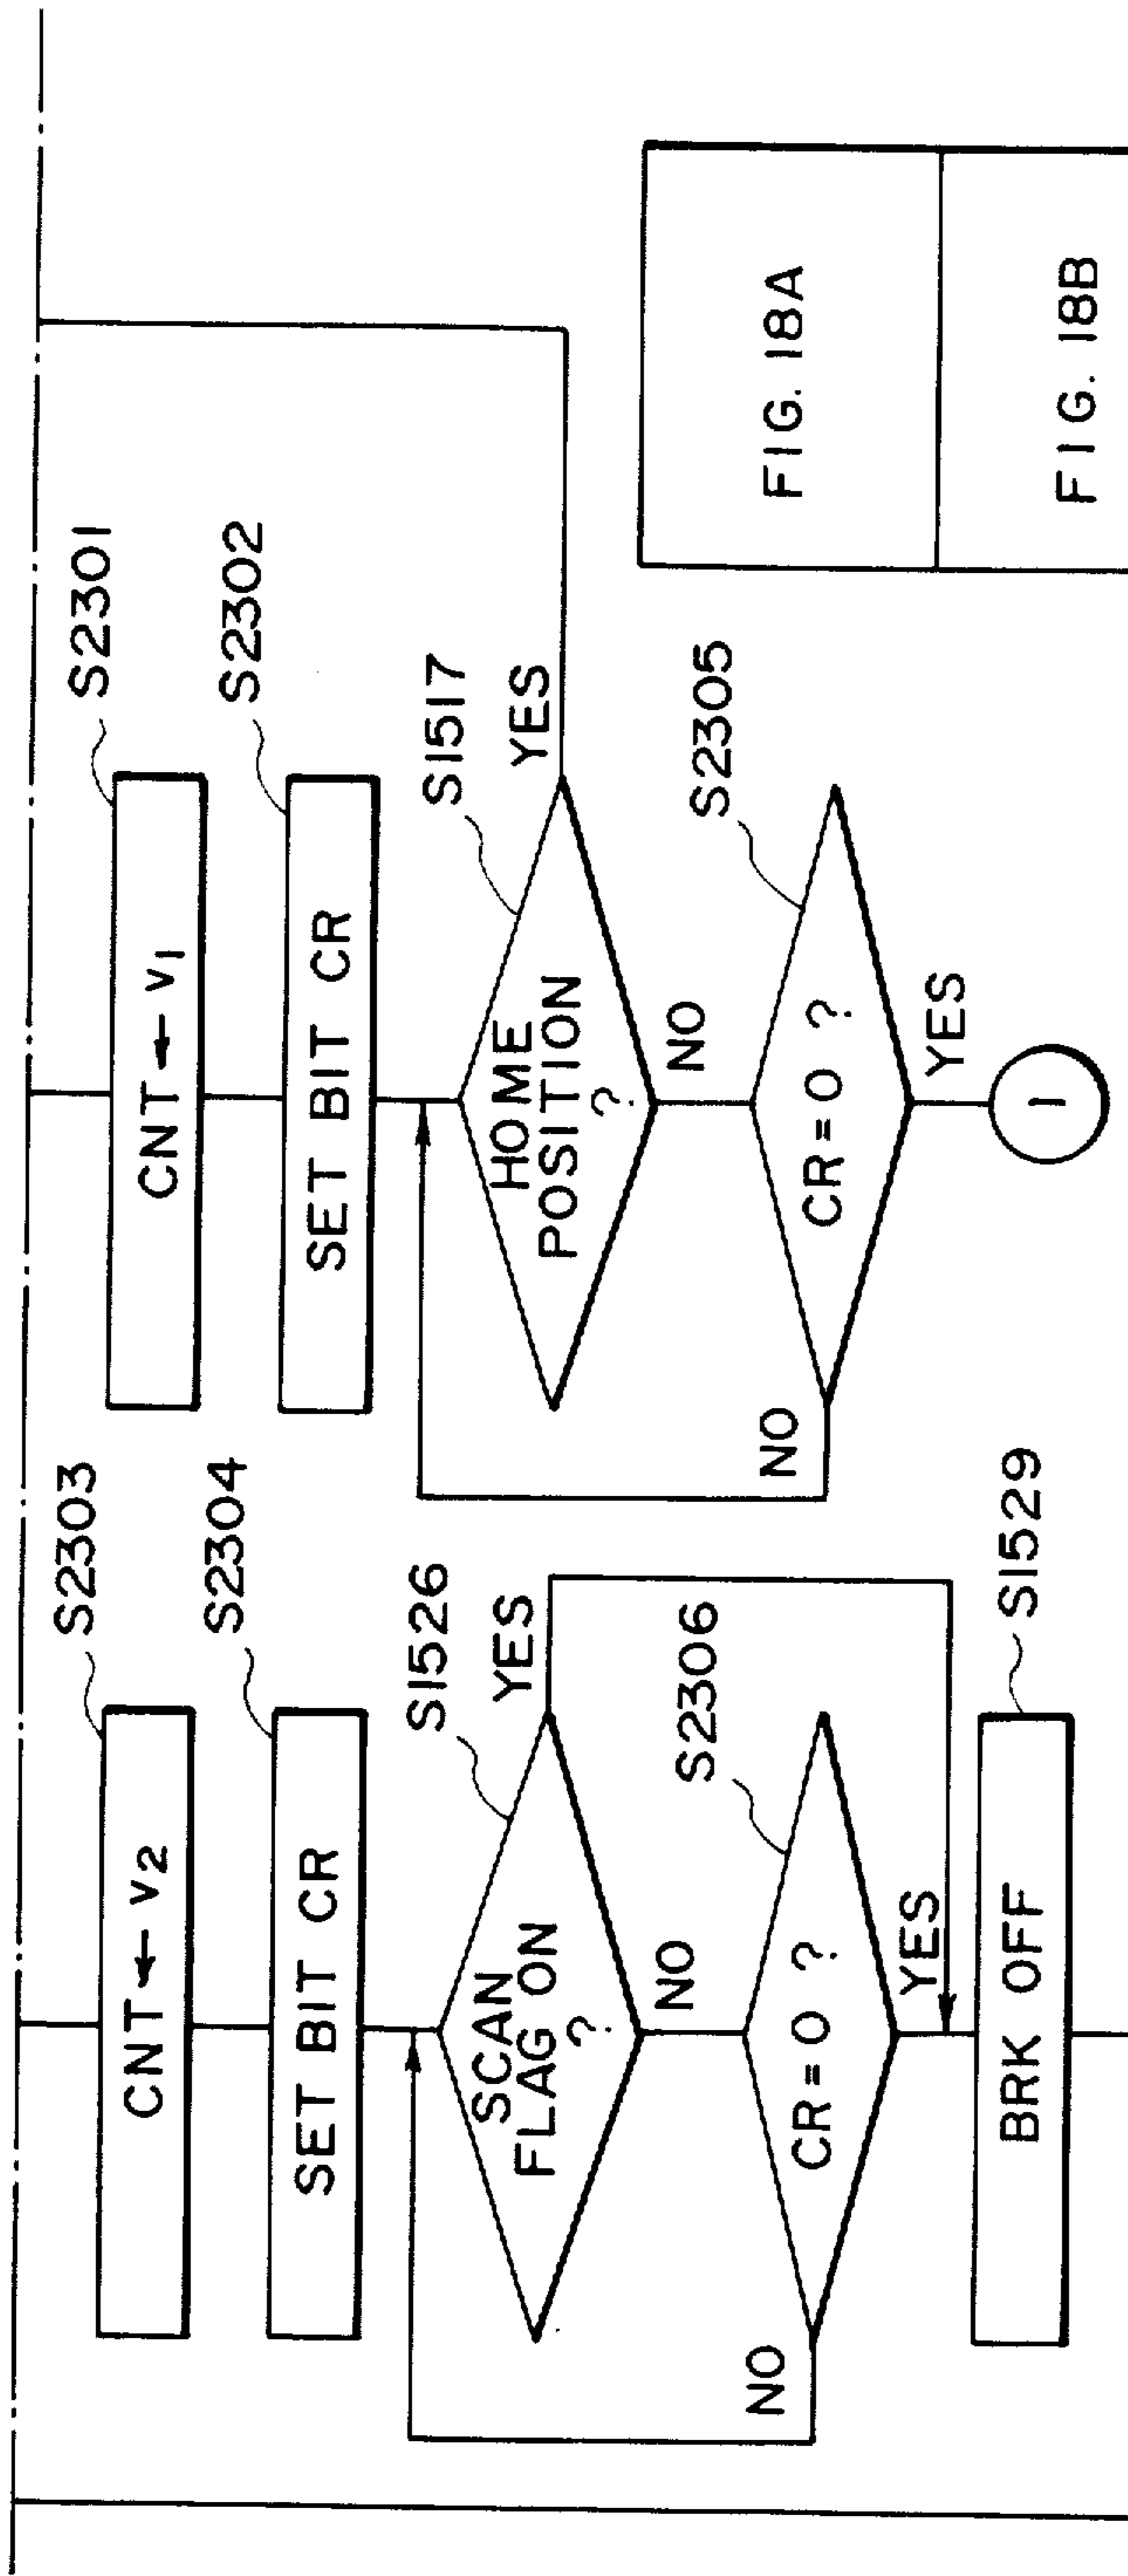 S2303
CNT ← V2
S2304
SET BIT CR
S1526
SCAN
FLAG ON
?
YES
NO
S2306
CR = 0 ?
NO
YES
S1529
BRK OFF
S2301
CNT ← V1
S2302
SET BIT CR
S1517
HOME
POSITION
?
YES
NO
S2305
CR = 0 ?
NO
YES
1
FIG. 18A
FIG. 18B